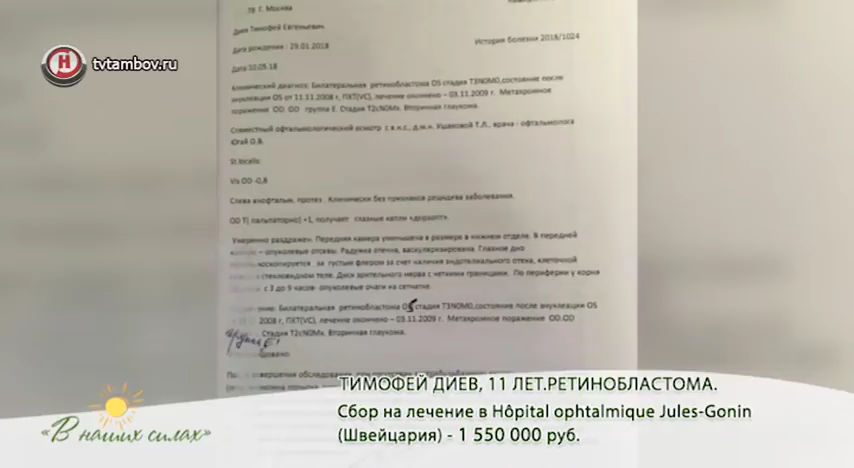 г. Москва
Диев Тимофей Евгеньевич
Дата рождения : 29.01.2018
История болезни 2018/1024
Дата 10.05.18
Клинический диагноз: Билатеральная ретинобластома OS стадия T3N0M0,состояние после
энуклеации OS от 11.11.2008 г, ПХТ(VC), лечение окончено – 03.11.2009 г. Метахромное
поражение OD. OD группа E. Стадия T2cN0Mx. Вторичная глаукома.
Совместный офтальмологический осмотр с в.н.с., д.м.н. Ушаковой Т.Л., врача - офтальмолога
Югай О.В.
St.localis:
Vis OD -0,8
Слева анофтальм, протез . Клинически без признаков рецидива заболевания.
OD T( пальпаторно) +1, получает глазные капли «дорзопт».
Умеренно раздражен. Передняя камера уменьшена в размере в нижнем отделе. В передней
– опухолевые отсевы. Радужка отечна, васкуляризирована. Глазное дно
за густым флером за счет наличия эндотелиального отека, клеточной
стекловидном теле. Диск зрительного нерва с четкими границами. По периферии у корня
с 3 до 9 часов опухолевые очаги на сетчатке.
Билатеральная ретинобластома OS стадия T3N0M0,состояние после энуклеации OS
2008 г, ПХТ(VC), лечение окончено – 03.11.2009 г. Метахромное поражение OD.OD
Стадия T2cN0Mx. Вторичная глаукома.
tvtambov.ru
«В наших силах»
ТИМОФЕЙ ДИЕВ, 11 ЛЕТ.РЕТИНОБЛАСТОМА.
Сбор на лечение в Hôpital ophtalmique Jules-Gonin
(Швейцария) - 1 550 000 руб.